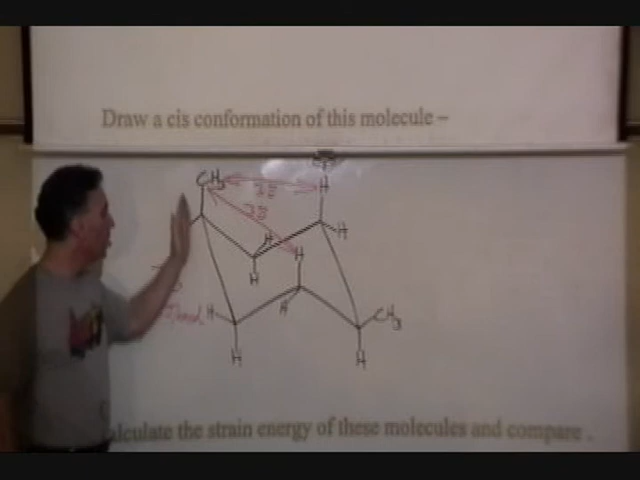 Draw a cis conformation of this molecule –
CH3
H
H
H
H
H
H
H
CH3
H
H
alculate the strain energy of these molecules and compare .